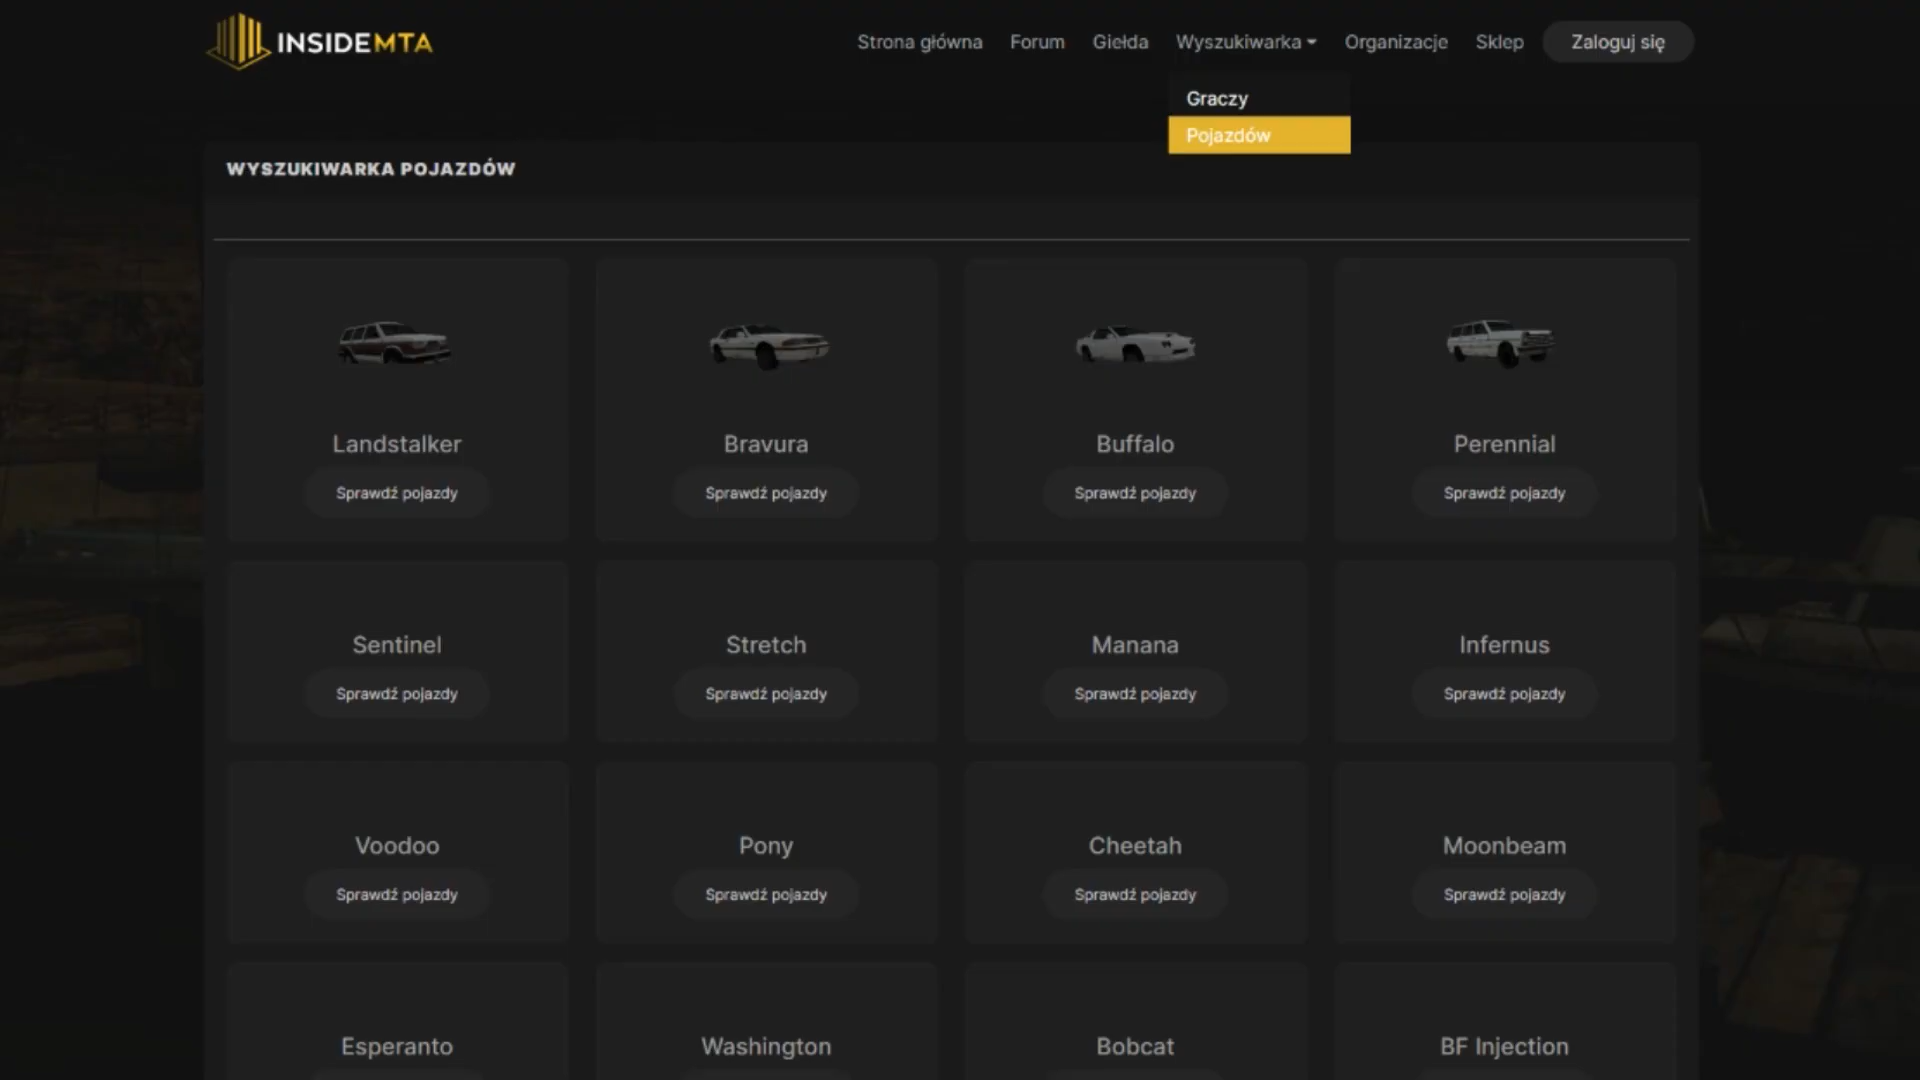 INSIDEMTA
Strona główna Forum Giełda Wyszukiwarka Organizacje Sklep Zaloguj się
Graczy
Pojazdów
WYSZUKIWARKA POJAZDÓW
Landstalker Bravura Buffalo Perennial
Sprawdź pojazdy Sprawdź pojazdy Sprawdź pojazdy Sprawdź pojazdy
Sentinel Stretch Manana Infernus
Sprawdź pojazdy Sprawdź pojazdy Sprawdź pojazdy Sprawdź pojazdy
Voodoo Pony Cheetah Moonbeam
Sprawdź pojazdy Sprawdź pojazdy Sprawdź pojazdy Sprawdź pojazdy
Esperanto Washington Bobcat BF Injection